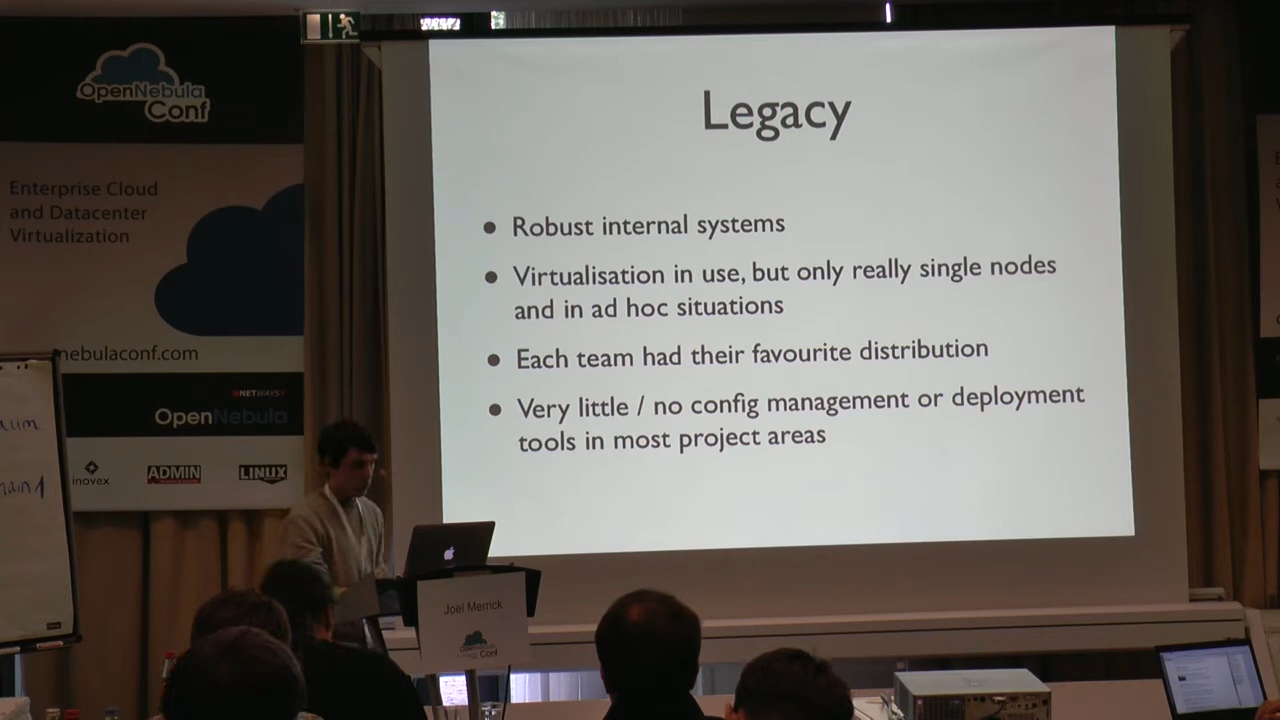 OpenNebula
Conf
Enterprise Cloud
and Datacenter
Virtualization
nebulaconf.com
NETWAYS
OpenNebula
inovex
ADMIN
LINUX
Legacy
• Robust internal systems
• Virtualisation in use, but only really single nodes
and in ad hoc situations
• Each team had their favourite distribution
• Very little / no config management or deployment
tools in most project areas
Joel Merrick
OpenNebula
Conf